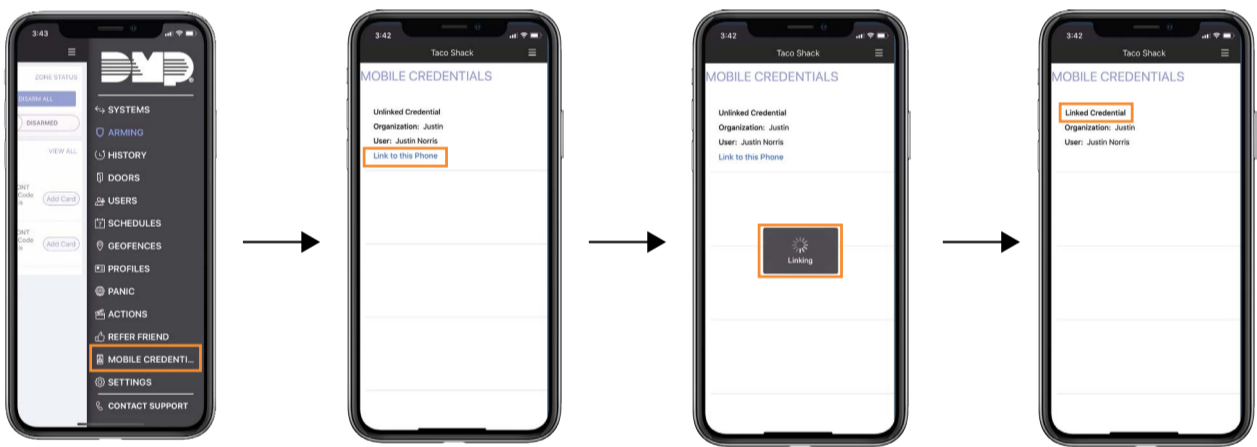 3:43
ZONE STATUS
DISARM ALL
DISARMED
VIEW ALL
Code
Add Card
Code
Add Card
DMP
SYSTEMS
ARMING
HISTORY
DOORS
USERS
SCHEDULES
GEOFENCES
PROFILES
PANIC
ACTIONS
REFER FRIEND
MOBILE CREDENTI...
SETTINGS
CONTACT SUPPORT
3:42
Taco Shack
MOBILE CREDENTIALS
Unlinked Credential
Organization: Justin
User: Justin Norris
Link to this Phone
3:42
Taco Shack
MOBILE CREDENTIALS
Unlinked Credential
Organization: Justin
User: Justin Norris
Link to this Phone
Linking
3:42
Taco Shack
MOBILE CREDENTIALS
Linked Credential
Organization: Justin
User: Justin Norris